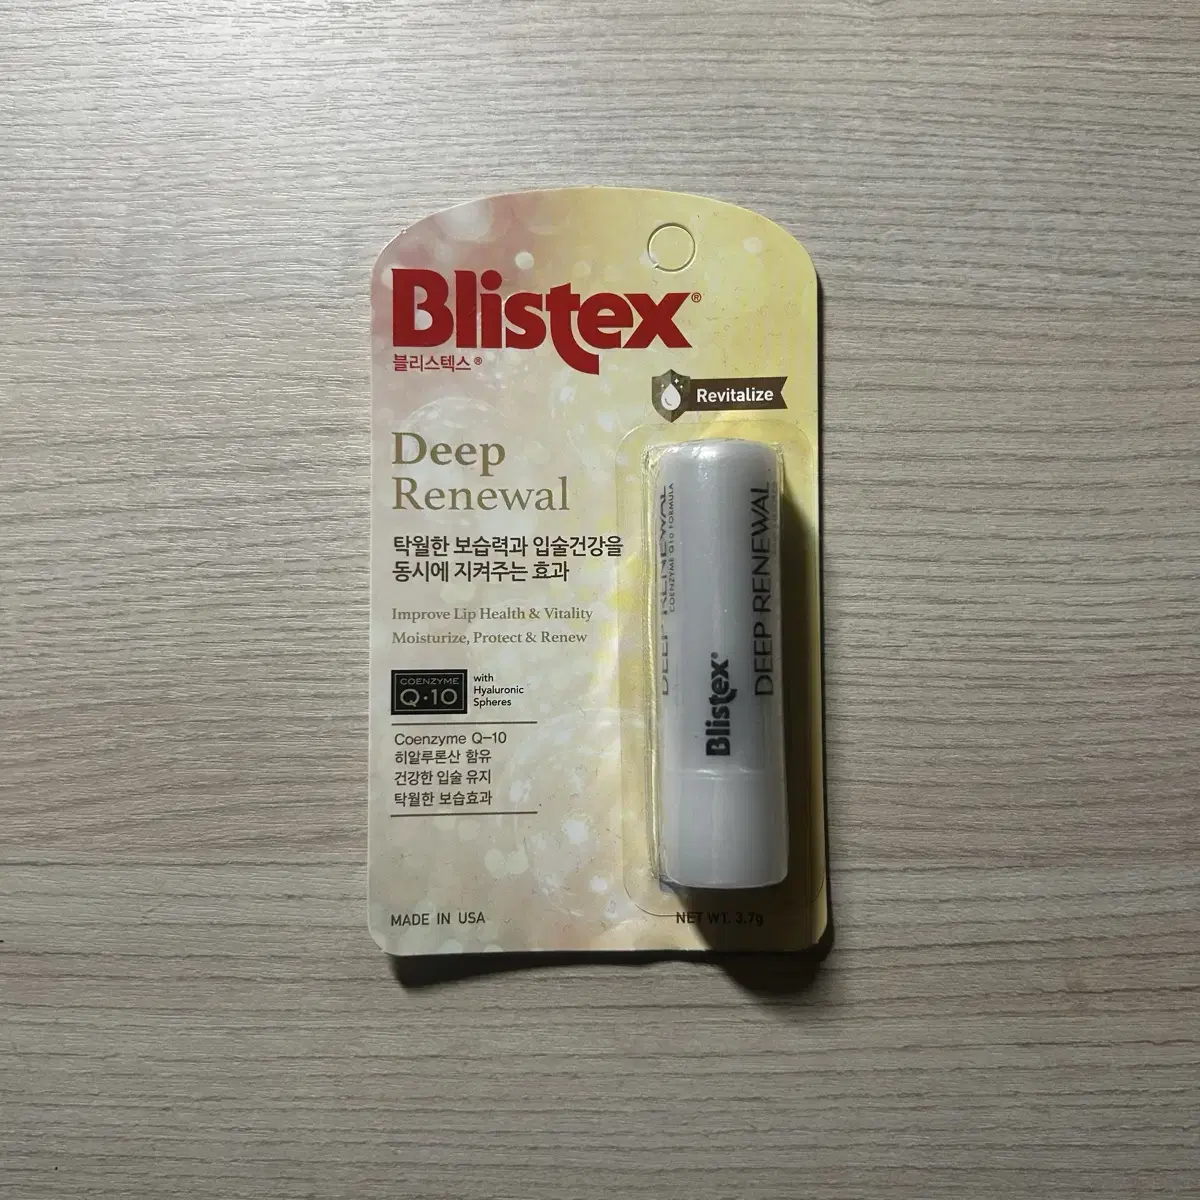 Blistex®
블리스텍스®
Revitalize
Deep
Renewal
탁월한 보습력과 입술건강을
동시에 지켜주는 효과
Improve Lip Health & Vitality
Moisturize, Protect & Renew
COENZYME
Q·10
with
Hyaluronic
Spheres
Coenzyme Q-10
히알루론산 함유
건강한 입술 유지
탁월한 보습효과
MADE IN USA
NET WT. 3.7g
DEEP RENEWAL
COENZYME Q10 FORMULA
Blistex®
DEEP RENEWAL